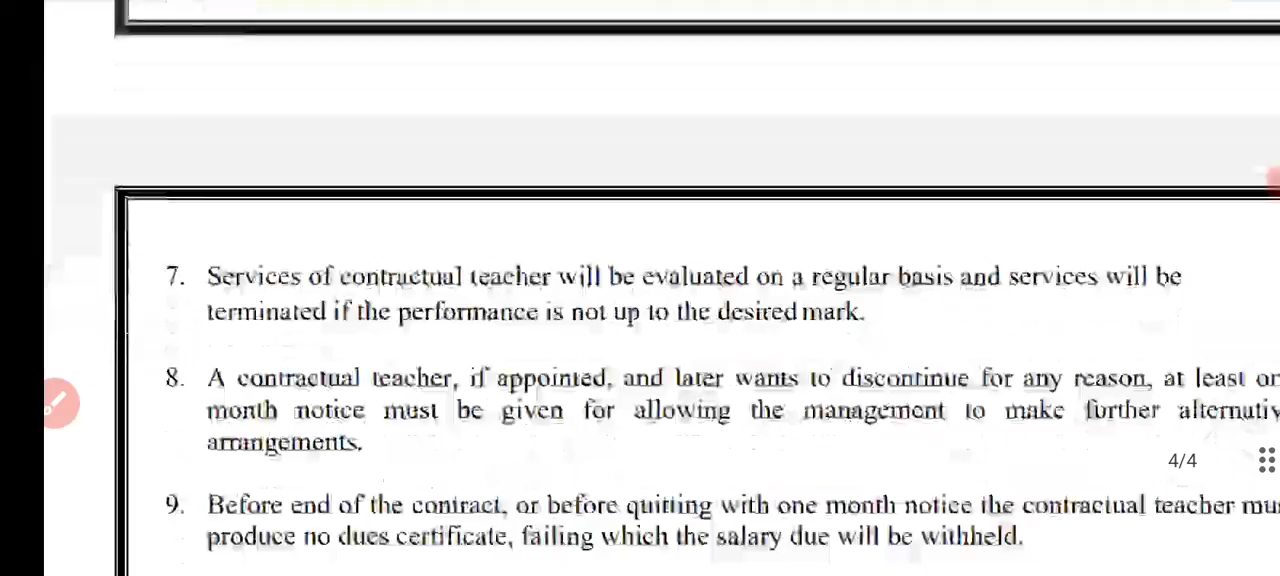 7. Services of contractual teacher will be evaluated on a regular basis and services will be
terminated if the performance is not up to the desired mark.
8. A contractual teacher, if appointed, and later wants to discontinue for any reason, at least
month notice must be given for allowing the management to make further
arrangements.
4/4
9. Before end of the contract, or before quitting with one month notice the contractual teacher
produce no dues certificate, failing which the salary due will be withheld.